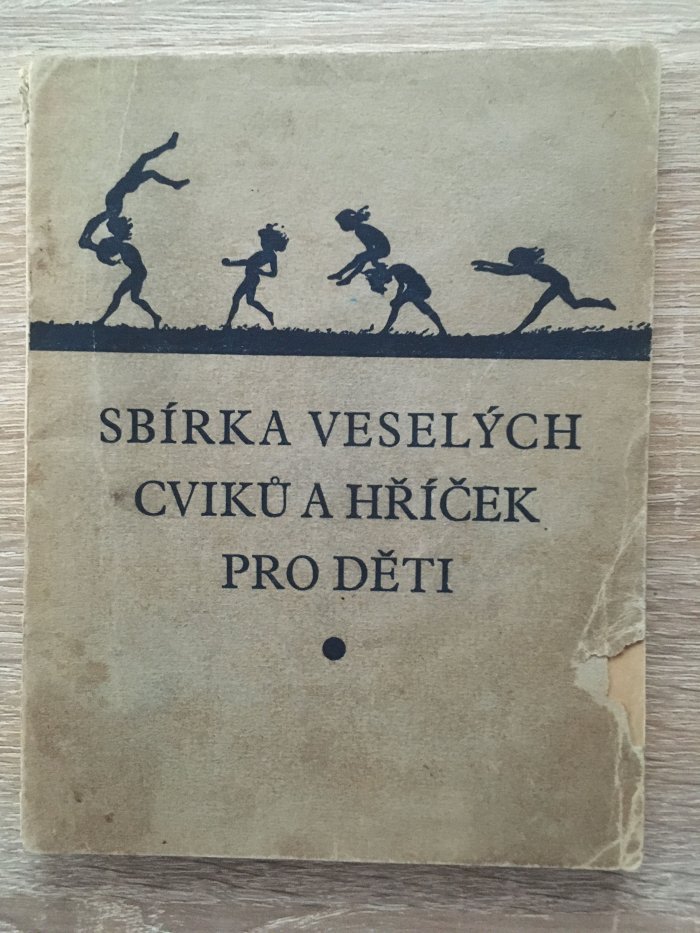 SBÍRKA VESELÝCH
CVIKŮ A HŘÍČEK
PRO DĚTI